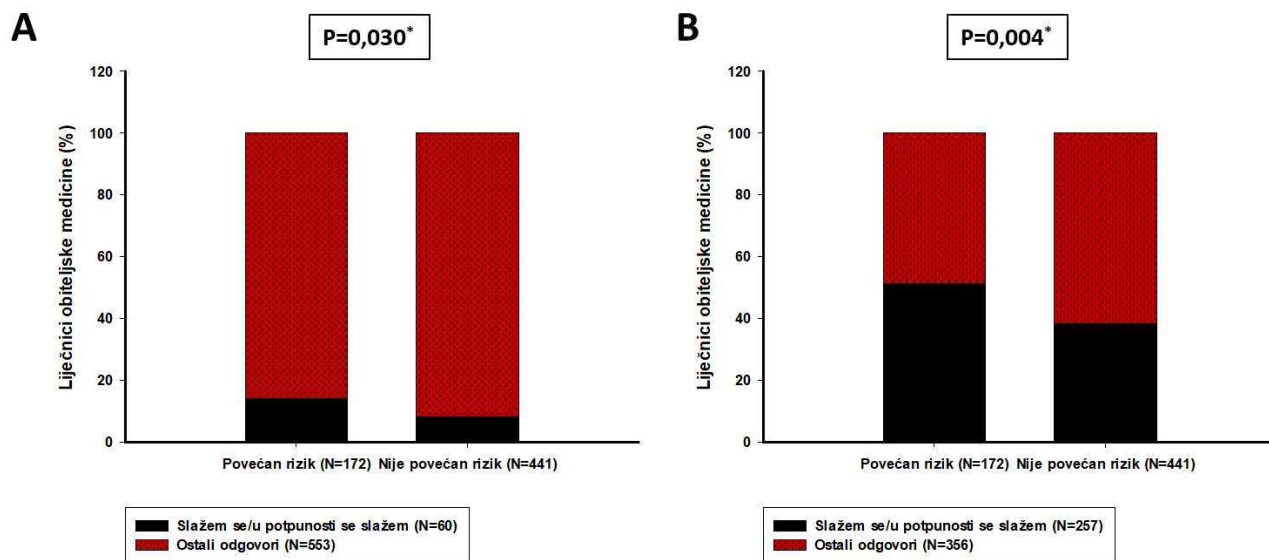 A
P=0,030*
Liječnici obiteljske medicine (%)
120
100
80
60
40
20
0
Povećan rizik (N=172) Nije povećan rizik (N=441)
Slažem se/u potpunosti se slažem (N=60)
Ostali odgovori (N=553)
B
P=0,004*
Liječnici obiteljske medicine (%)
120
100
80
60
40
20
0
Povećan rizik (N=172) Nije povećan rizik (N=441)
Slažem se/u potpunosti se slažem (N=257)
Ostali odgovori (N=356)